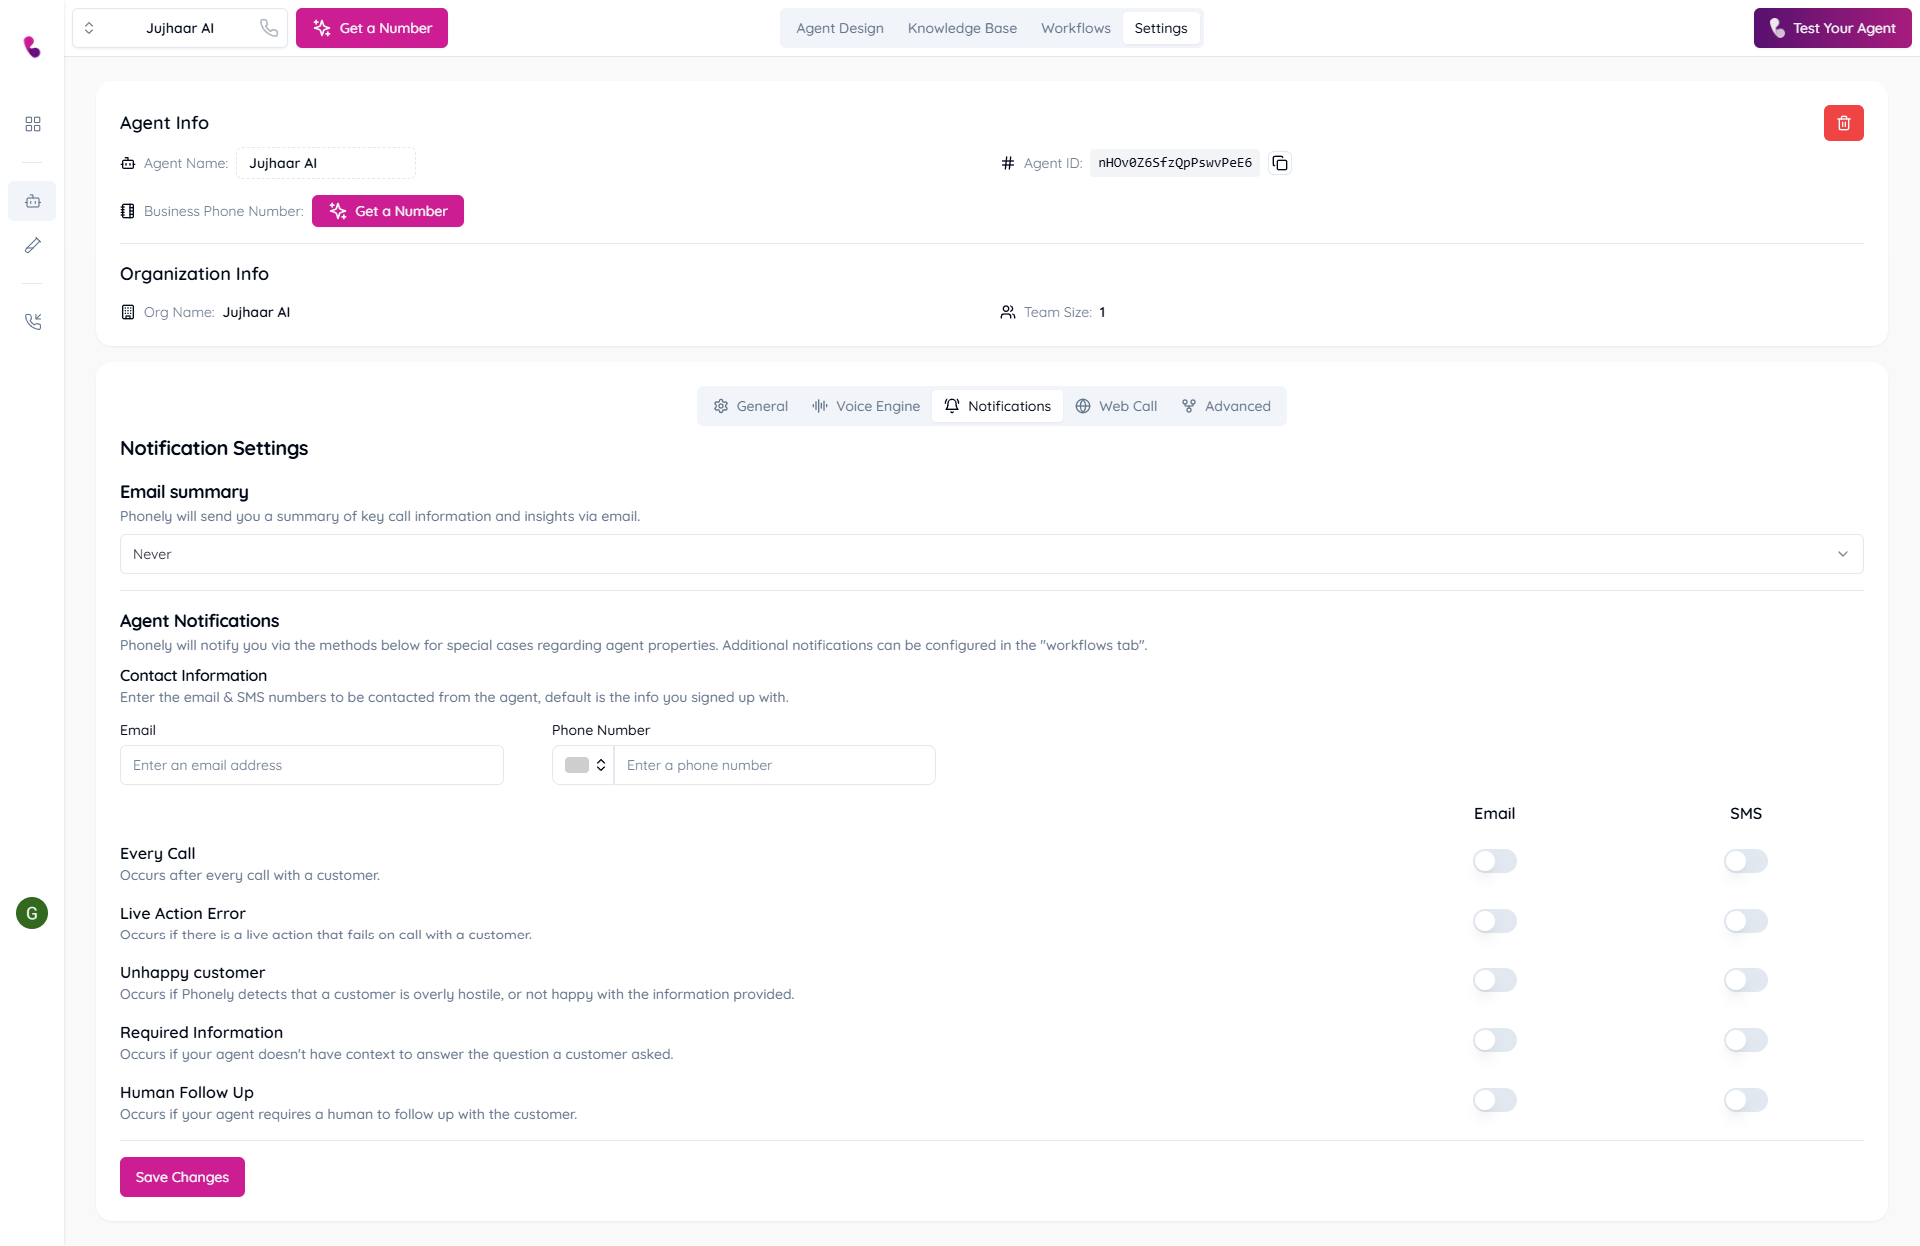 Jujhaar AI
Get a Number
Agent Design
Knowledge Base
Workflows
Settings
Test Your Agent
Agent Info
Agent Name:
Jujhaar AI
Agent ID:
nHOv0Z6SfzQpPswvPeE6
Business Phone Number:
Get a Number
Organization Info
Org Name: Jujhaar AI
Team Size: 1
General
Voice Engine
Notifications
Web Call
Advanced
Notification Settings
Email summary
Phonely will send you a summary of key call information and insights via email.
Never
Agent Notifications
Phonely will notify you via the methods below for special cases regarding agent properties. Additional notifications can be configured in the "workflows tab".
Contact Information
Enter the email & SMS numbers to be contacted from the agent, default is the info you signed up with.
Email
Phone Number
Enter an email address
Enter a phone number
Email
SMS
Every Call
Occurs after every call with a customer.
G
Live Action Error
Occurs if there is a live action that fails on call with a customer.
Unhappy customer
Occurs if Phonely detects that a customer is overly hostile, or not happy with the information provided.
Required Information
Occurs if your agent doesn't have context to answer the question a customer asked.
Human Follow Up
Occurs if your agent requires a human to follow up with the customer.
Save Changes